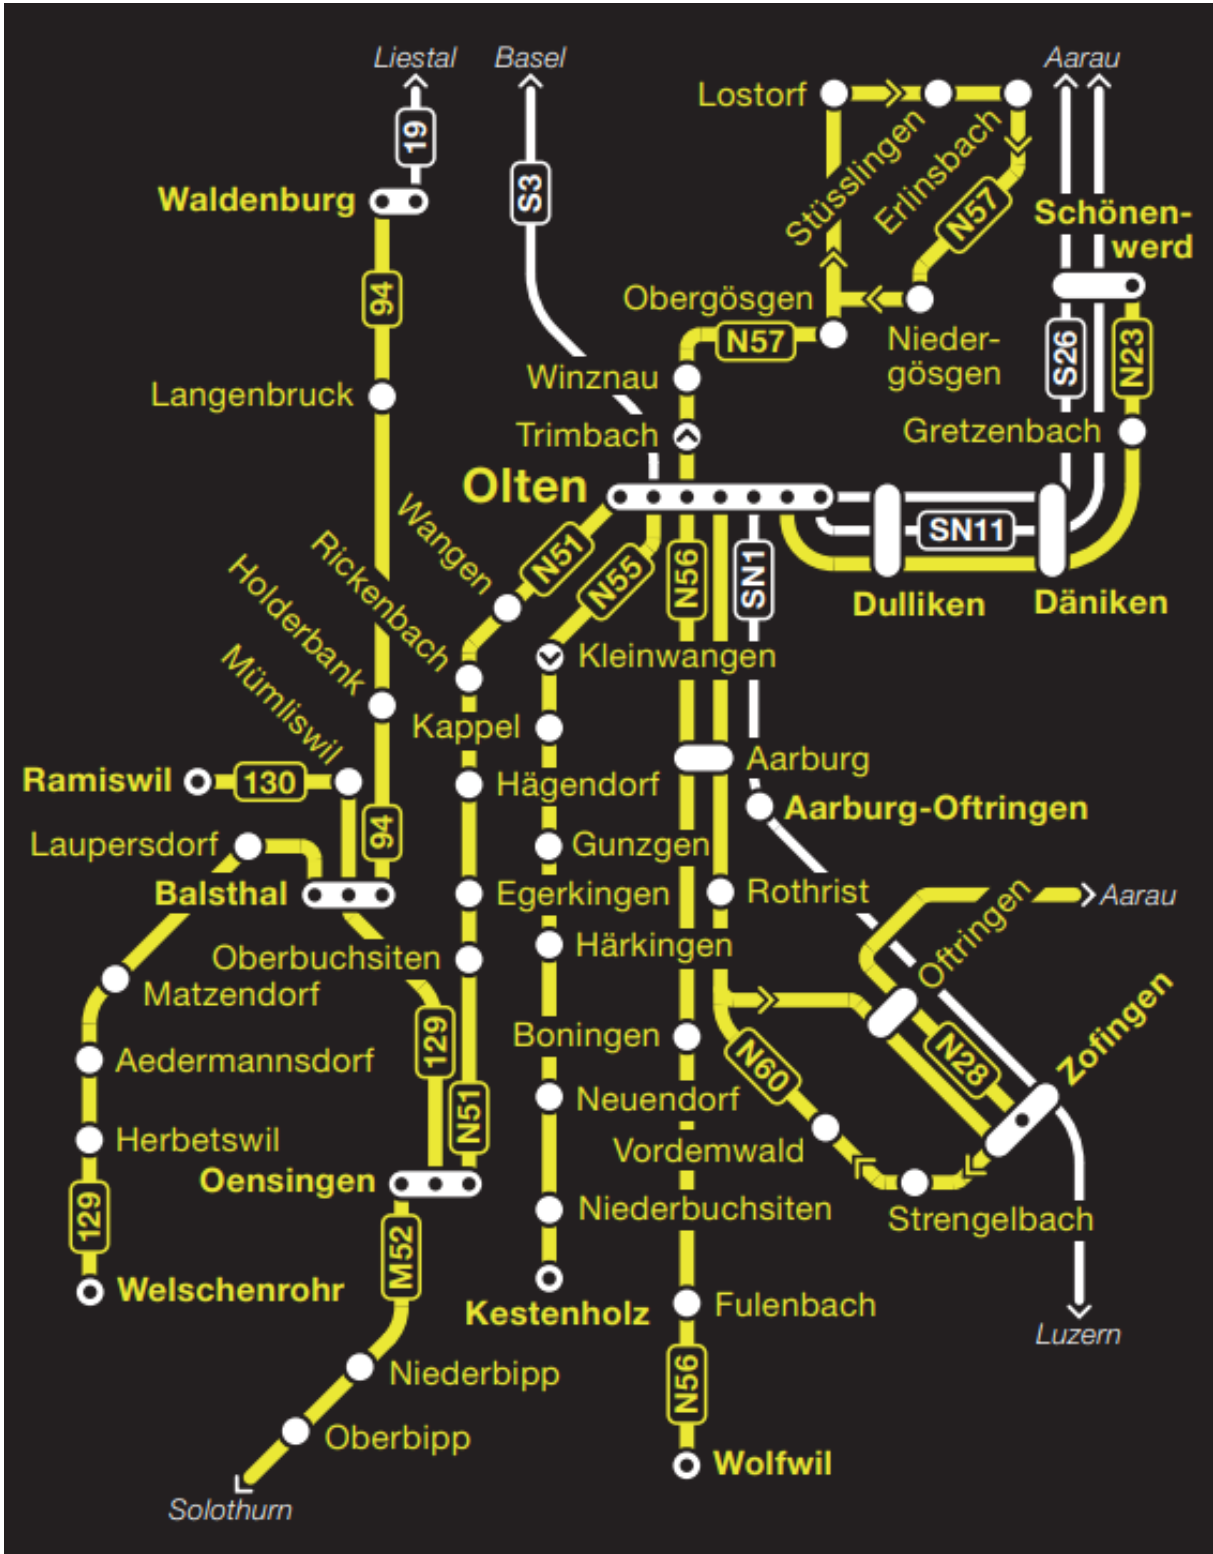 Liestal
Basel
Aarau
Lostorf
19
S3
Stüsslingen
Erlinsbach
Waldenburg
N57
Schönen-
werd
94
Obergösgen
N57
Nieder-
gösgen
S26
N23
Winznau
Langenbruck
Trimbach
Gretzenbach
Olten
Wangen
N51
N55
N56
SN1
SN11
Dulliken
Däniken
Rickenbach
Holderbank
Kleinwangen
Mümliswil
Kappel
Aarburg
Ramiswil
130
Hägendorf
Aarburg-Oftringen
94
Laupersdorf
Gunzgen
Balsthal
Egerkingen
Rothrist
Aarau
Oftringen
Härkingen
Oberbuchsiten
Matzendorf
Zofingen
129
Boningen
N60
N28
Aedermannsdorf
Neuendorf
N51
Herbetswil
Vordemwald
Oensingen
129
Niederbuchsiten
Strengelbach
M52
Welschenrohr
Kestenholz
Fulenbach
Luzern
Niederbipp
N56
Oberbipp
Wolfwil
Solothurn